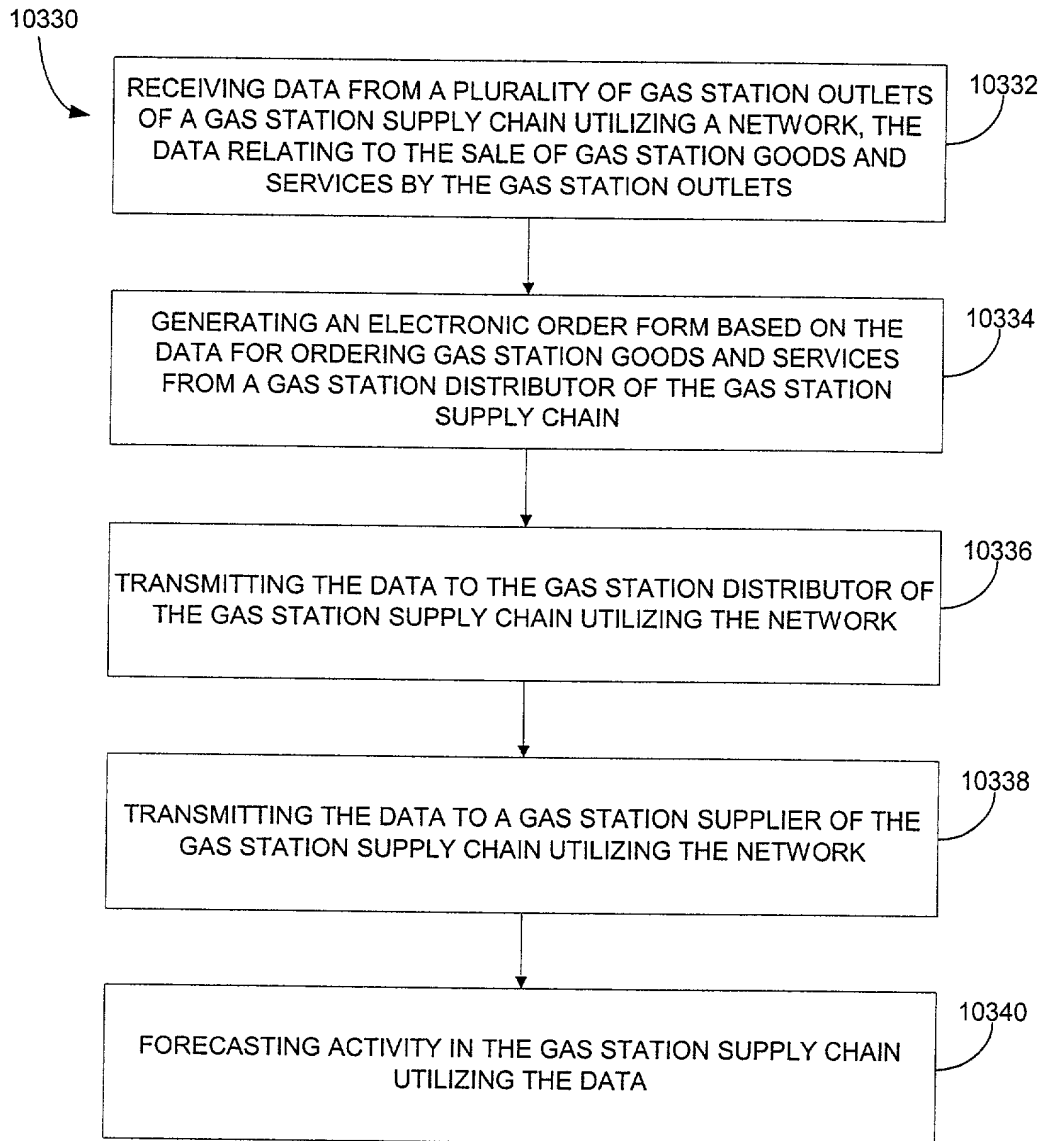 10330
RECEIVING DATA FROM A PLURALITY OF GAS STATION OUTLETS
OF A GAS STATION SUPPLY CHAIN UTILIZING A NETWORK, THE
DATA RELATING TO THE SALE OF GAS STATION GOODS AND
SERVICES BY THE GAS STATION OUTLETS
10332
GENERATING AN ELECTRONIC ORDER FORM BASED ON THE
DATA FOR ORDERING GAS STATION GOODS AND SERVICES
FROM A GAS STATION DISTRIBUTOR OF THE GAS STATION
SUPPLY CHAIN
10334
TRANSMITTING THE DATA TO THE GAS STATION DISTRIBUTOR OF
THE GAS STATION SUPPLY CHAIN UTILIZING THE NETWORK
10336
TRANSMITTING THE DATA TO A GAS STATION SUPPLIER OF THE
GAS STATION SUPPLY CHAIN UTILIZING THE NETWORK
10338
FORECASTING ACTIVITY IN THE GAS STATION SUPPLY CHAIN
UTILIZING THE DATA
10340